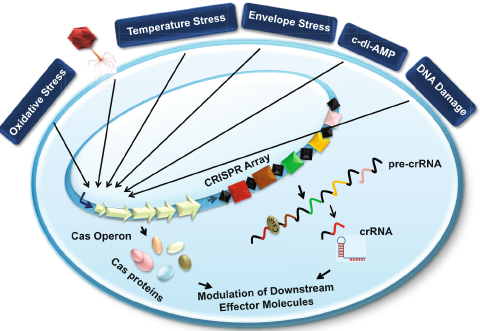 Oxidative Stress
Temperature Stress
Envelope Stress
c-di-AMP
DNA Damage
CRISPR Array
pre-crRNA
crRNA
Cas Operon
Cas proteins
Modulation of Downstream
Effector Molecules